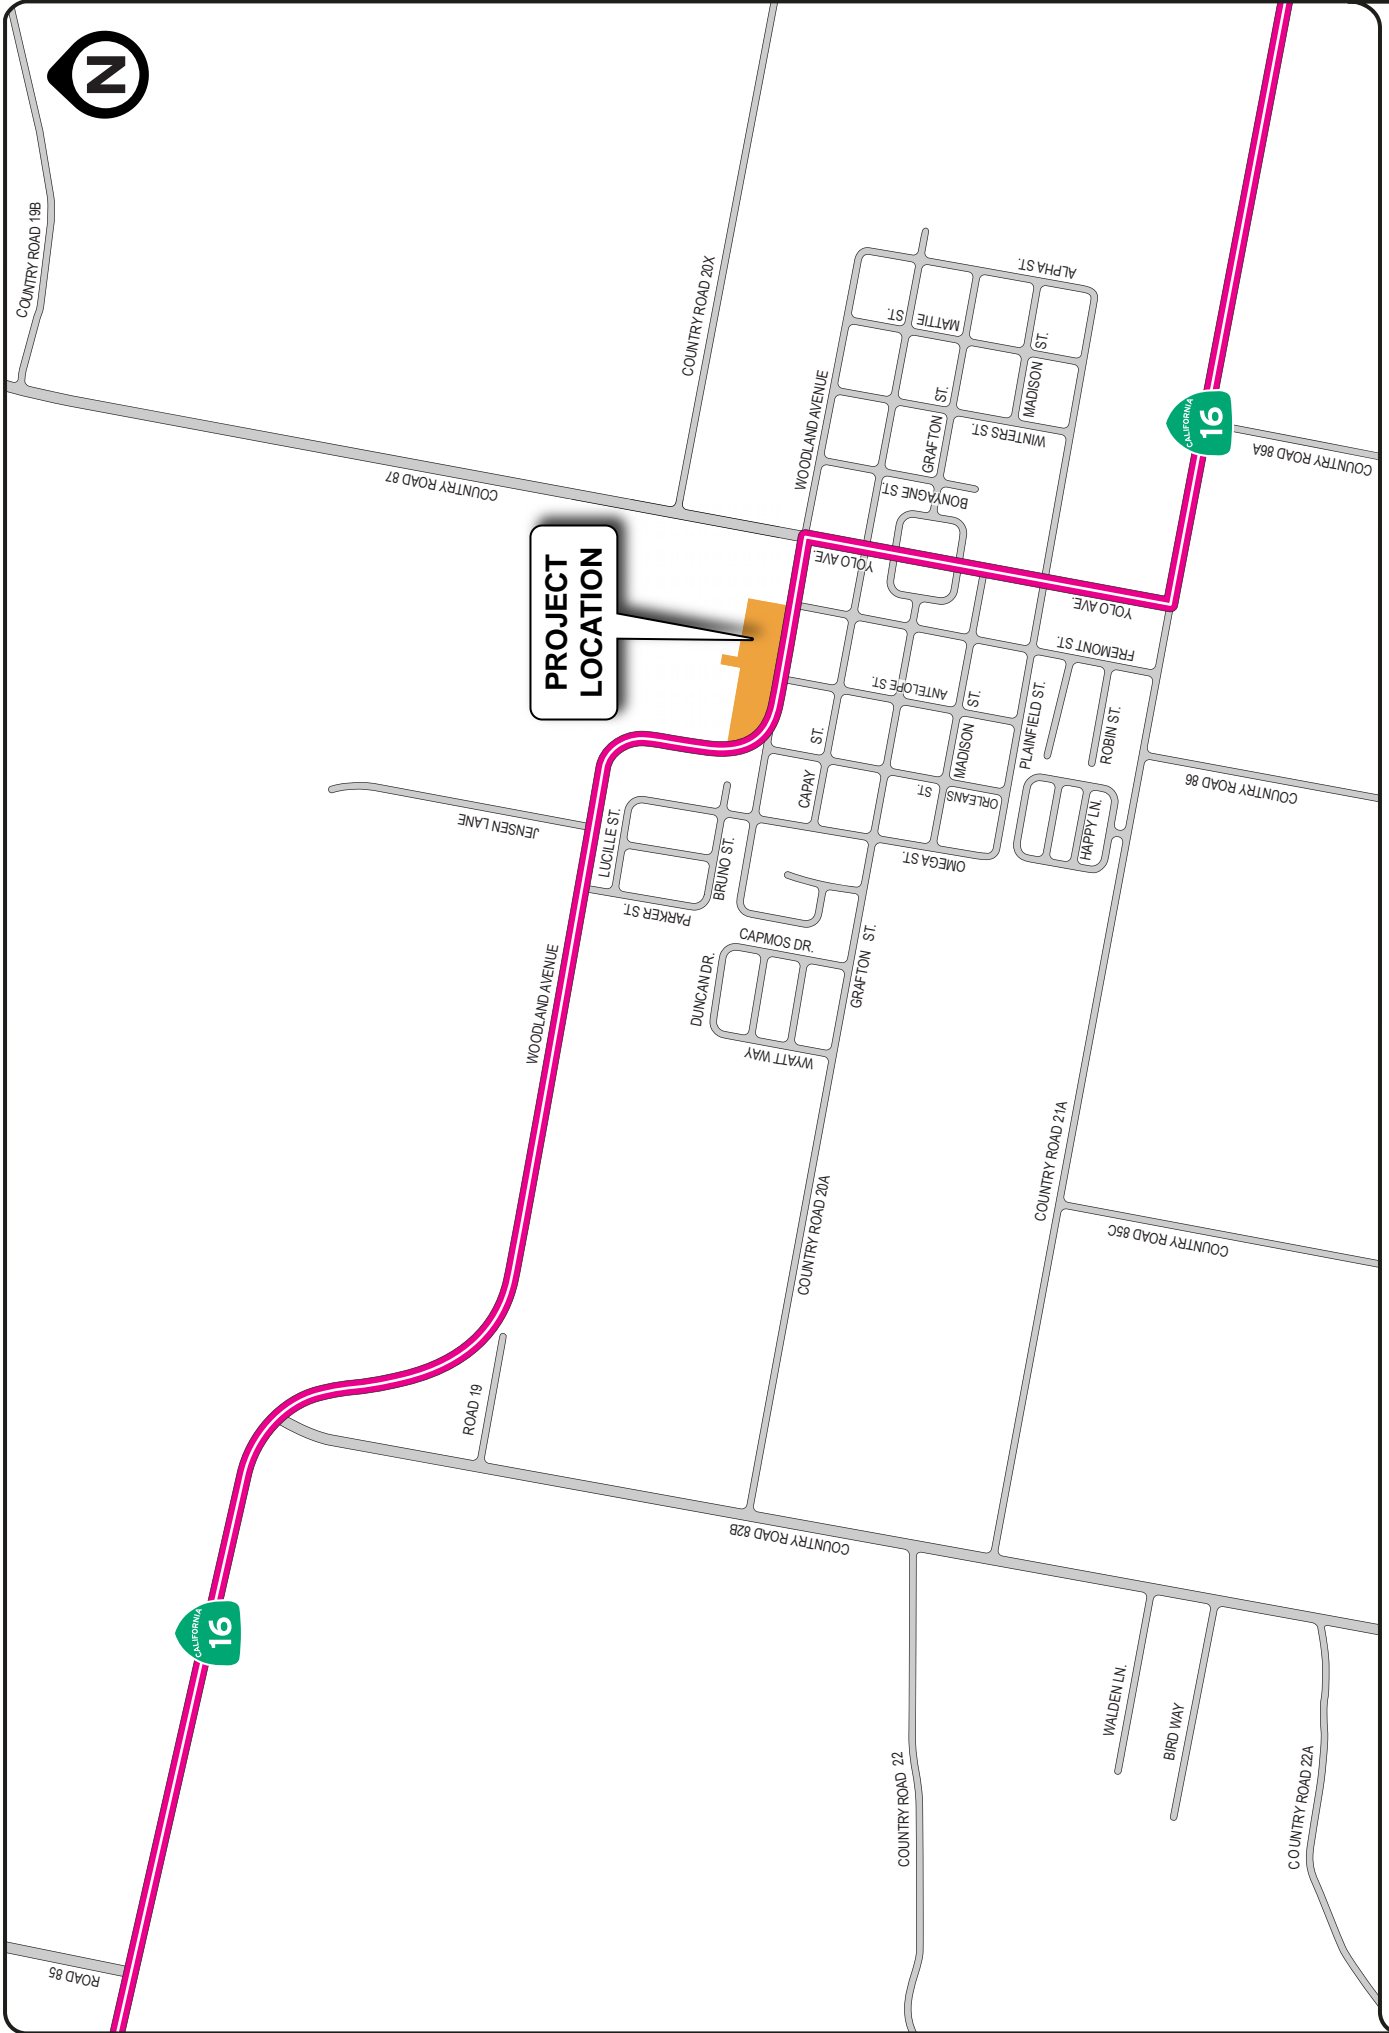 N
COUNTRY ROAD 19B
COUNTRY ROAD 87
COUNTRY ROAD 20X
PROJECT
LOCATION
WOODLAND AVENUE
ALPHA ST.
MATTIE
ST.
MADISON
ST.
WINTERS ST.
GRAFTON
ST.
BONYAGNE ST.
YOLO AVE.
YOLO AVE.
CALIFORNIA
16
COUNTRY ROAD 86A
FREMONT ST.
ANTELOPE ST.
MADISON
ST.
PLAINFIELD ST.
ROBIN ST.
CAPAY
ST.
ORLEANS
ST.
HAPPY LN.
COUNTRY ROAD 86
OMEGA ST.
JENSEN LANE
LUCILLE ST.
BRUNO ST.
PARKER ST.
CAPMOS DR.
DUNCAN DR.
WYATT WAY
GRAFTON ST.
WOODLAND AVENUE
COUNTRY ROAD 20A
COUNTRY ROAD 21A
COUNTRY ROAD 85C
ROAD 19
COUNTRY ROAD 82B
CALIFORNIA
16
WALDEN LN.
BIRD WAY
COUNTRY ROAD 22
COUNTRY ROAD 22A
ROAD 85